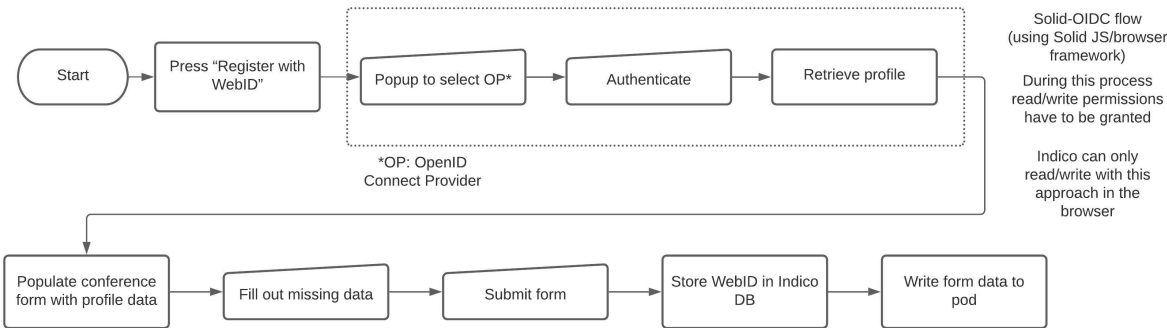 Start
Press “Register with
WebID”
Popup to select OP*
Authenticate
Retrieve profile
Solid-OIDC flow
(using Solid JS/browser
framework)
During this process
read/write permissions
have to be granted
Indico can only
read/write with this
approach in the
browser
*OP: OpenID
Connect Provider
Populate conference
form with profile data
Fill out missing data
Submit form
Store WebID in Indico
DB
Write form data to
pod